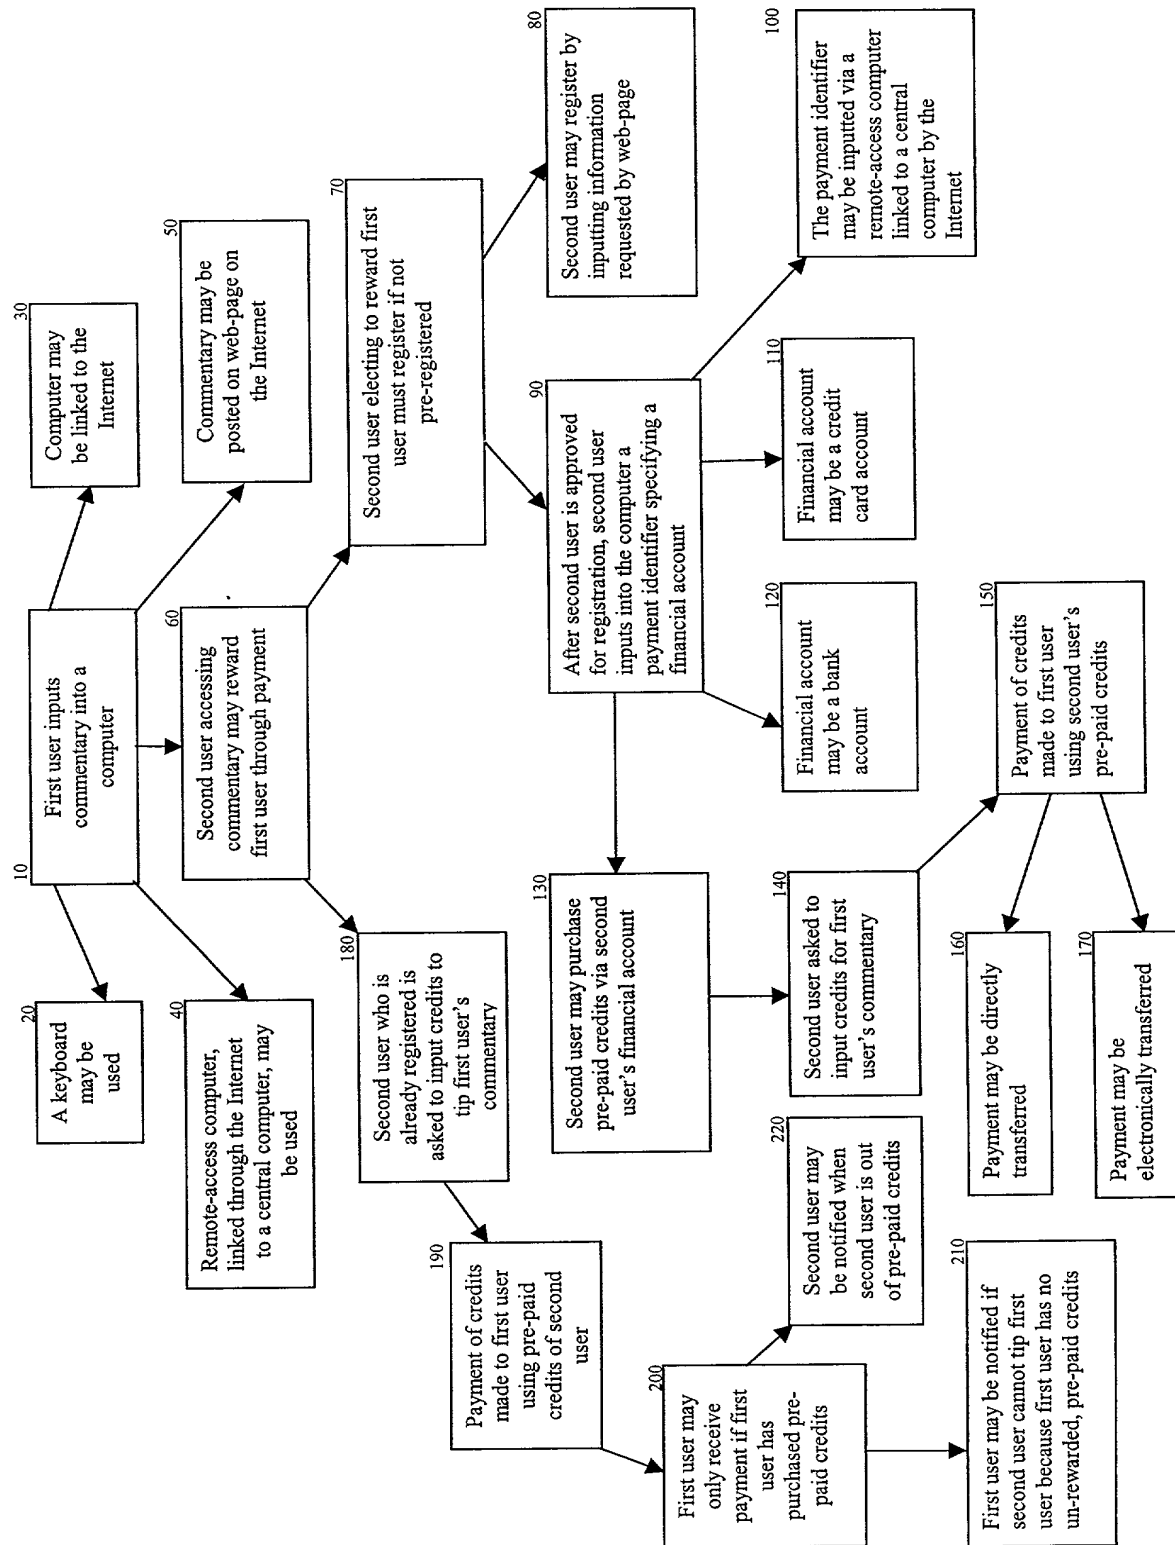 10
First user inputs
commentary into a
computer
20
A keyboard
may be
used
30
Computer may
be linked to the
Internet
40
Remote-access computer,
linked through the Internet
to a central computer, may
be used
50
Commentary may be
posted on web-page on
the Internet
60
Second user accessing
commentary may reward
first user through payment
70
Second user electing to reward first
user must register if not
pre-registered
80
Second user may register by
inputting information
requested by web-page
90
After second user is approved
for registration, second user
inputs into the computer a
payment identifier specifying a
financial account
100
The payment identifier
may be inputted via a
remote-access computer
linked to a central
computer by the
Internet
110
Financial account
may be a credit
card account
120
Financial account
may be a bank
account
130
Second user may purchase
pre-paid credits via second
user's financial account
140
Second user asked to
input credits for first
user's commentary
150
Payment of credits
made to first user
using second user's
pre-paid credits
160
Payment may be directly
transferred
170
Payment may be
electronically transferred
180
Second user who is
already registered is
asked to input credits to
tip first user's
commentary
190
Payment of credits
made to first user
using pre-paid
credits of second
user
200
First user may
only receive
payment if first
user has
purchased pre-
paid credits
210
First user may be notified if
second user cannot tip first
user because first user has no
un-rewarded, pre-paid credits
220
Second user may
be notified when
second user is out
of pre-paid credits